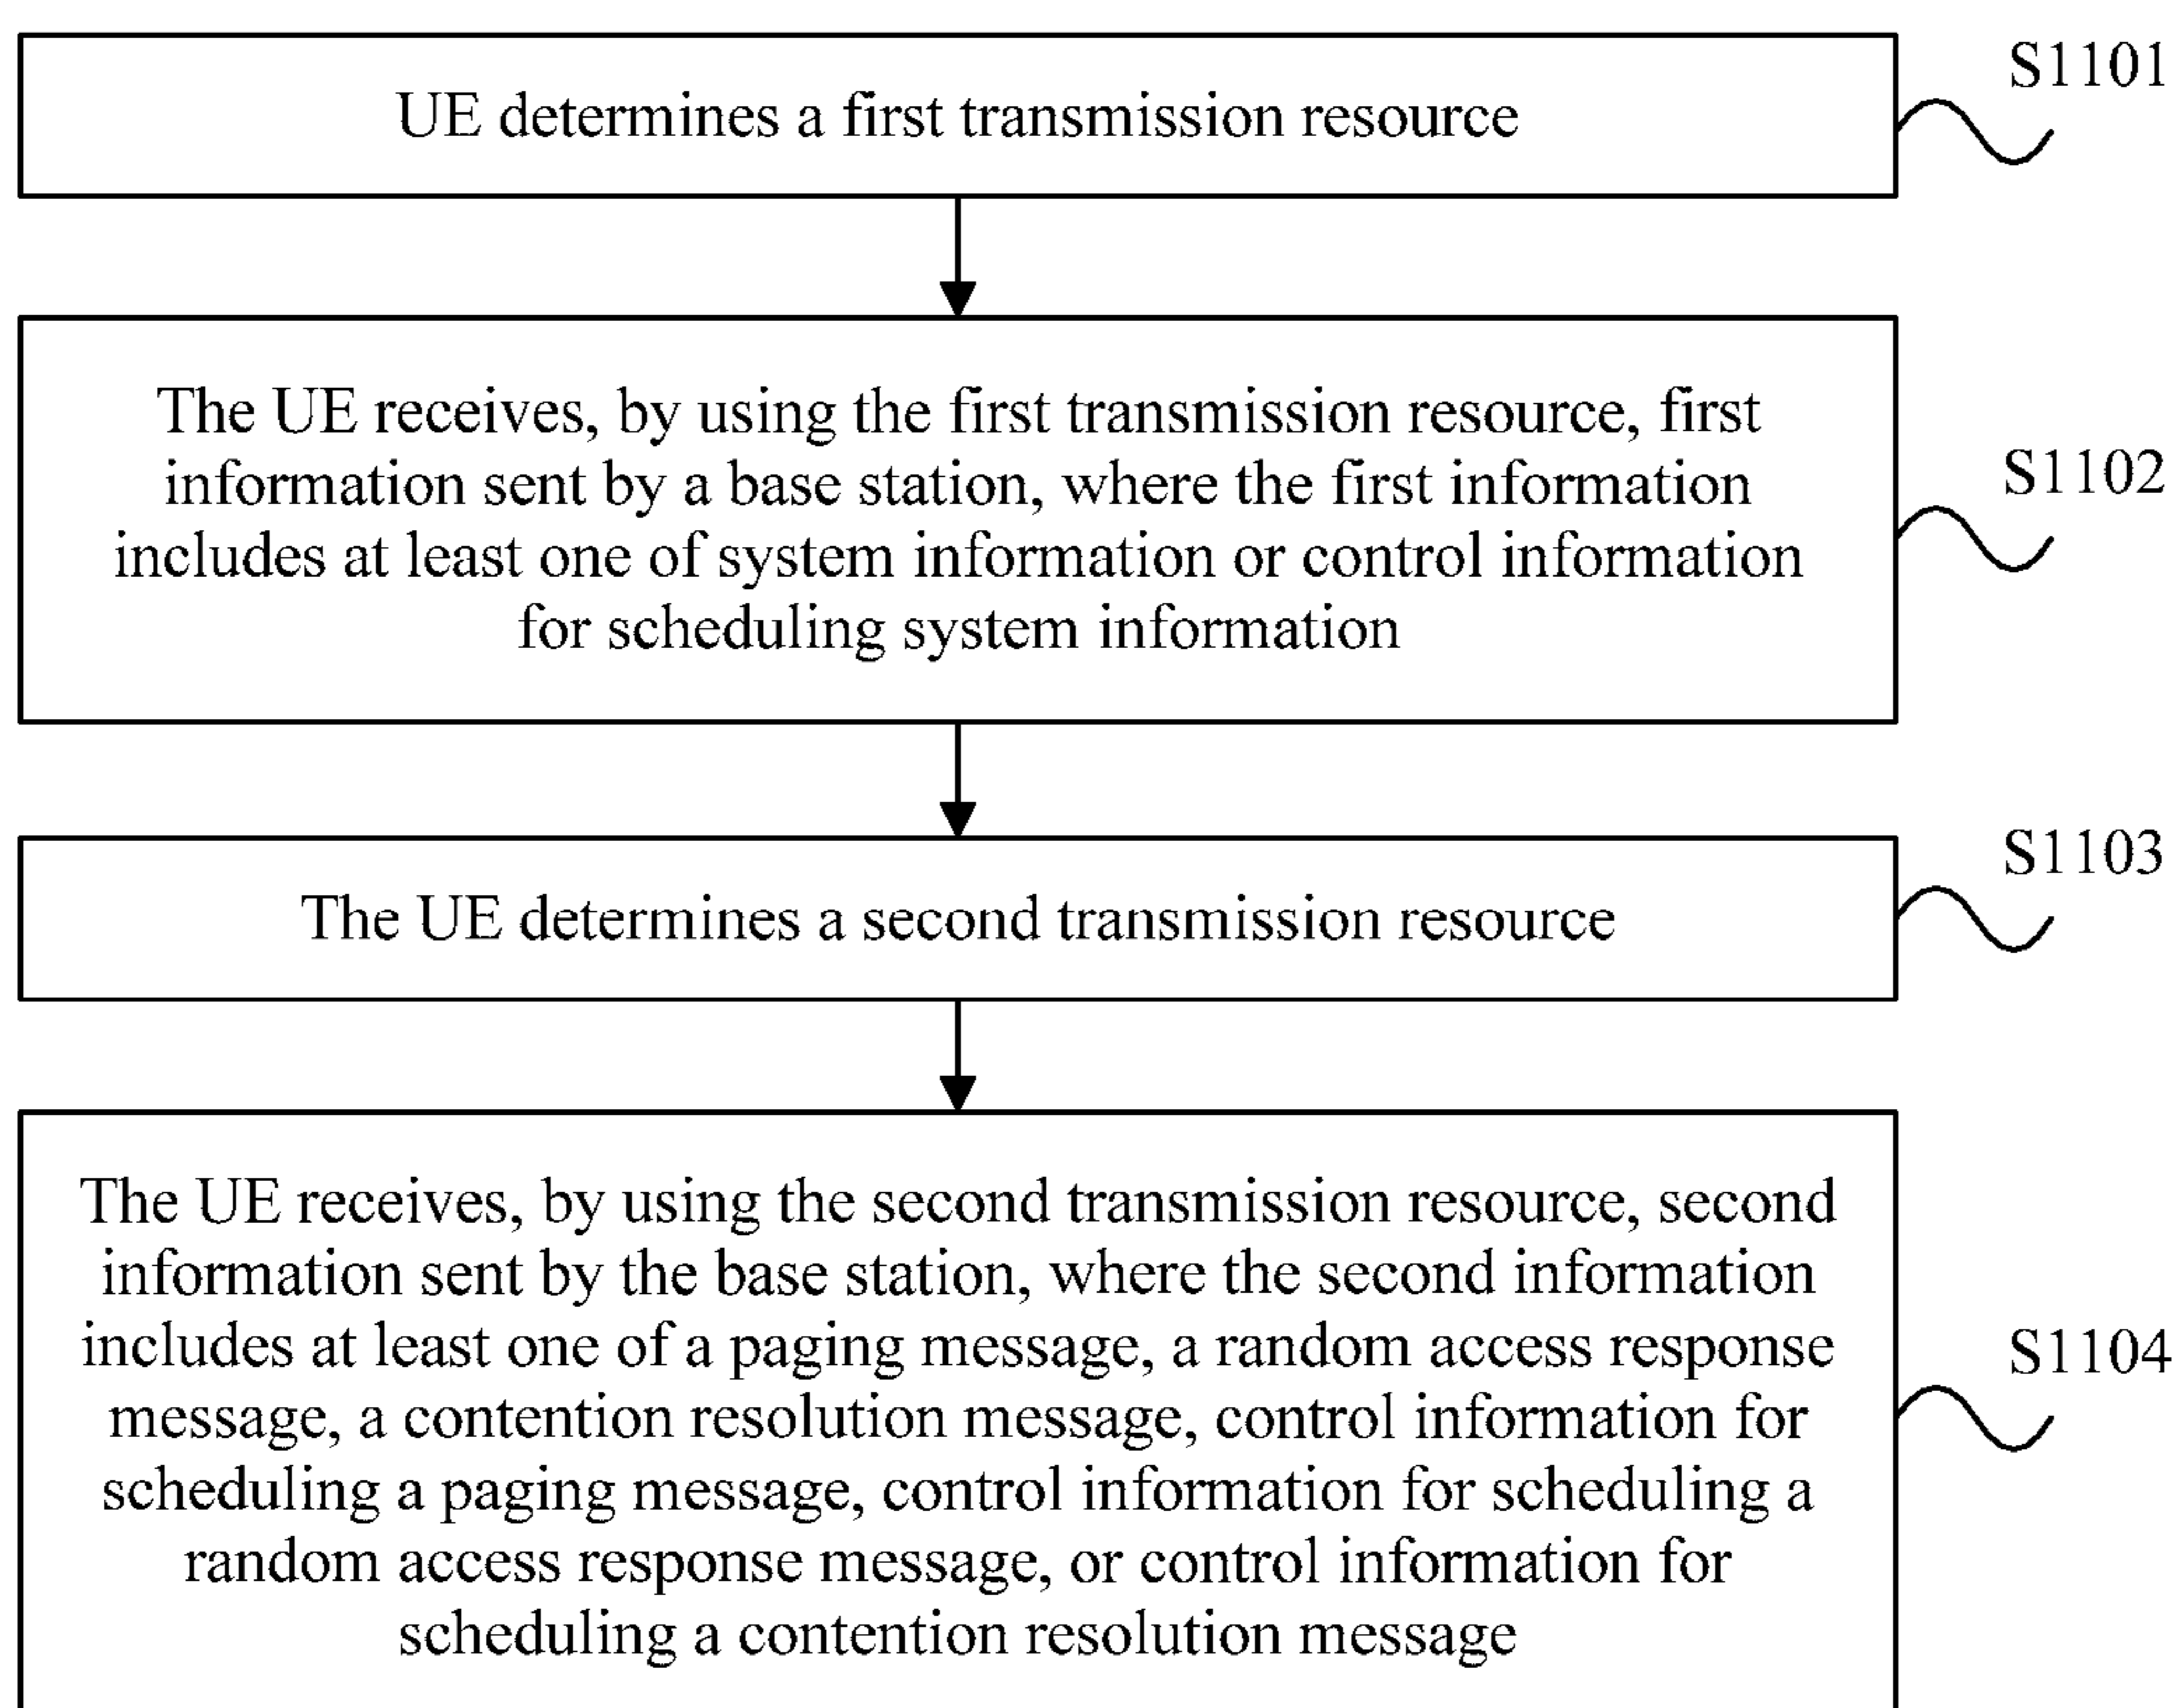 UE determines a first transmission resource
S1101
The UE receives, by using the first transmission resource, first
information sent by a base station, where the first information
includes at least one of system information or control information
for scheduling system information
S1102
The UE determines a second transmission resource
S1103
The UE receives, by using the second transmission resource, second
information sent by the base station, where the second information
includes at least one of a paging message, a random access response
message, a contention resolution message, control information for
scheduling a paging message, control information for scheduling a
random access response message, or control information for
scheduling a contention resolution message
S1104